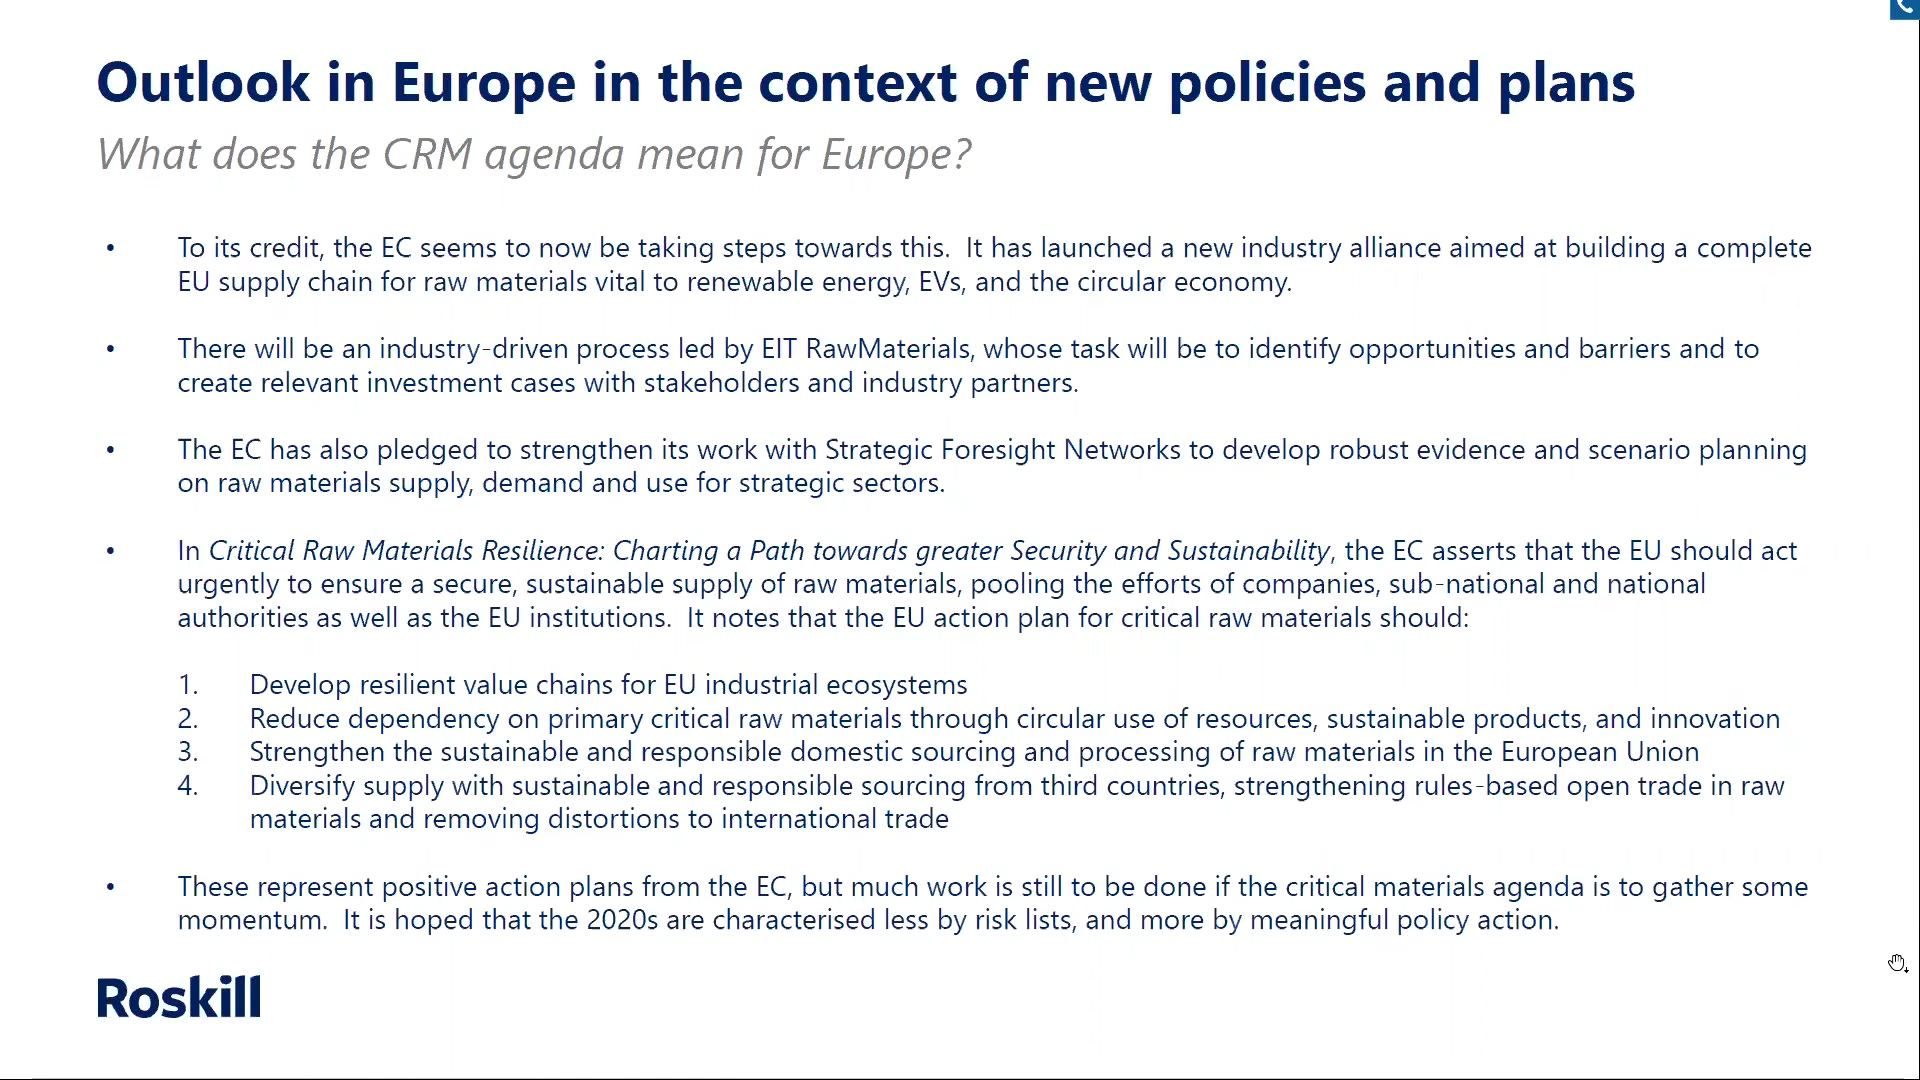 Outlook in Europe in the context of new policies and plans
What does the CRM agenda mean for Europe?
• To its credit, the EC seems to now be taking steps towards this.  It has launched a new industry alliance aimed at building a complete
EU supply chain for raw materials vital to renewable energy, EVs, and the circular economy.
• There will be an industry-driven process led by EIT RawMaterials, whose task will be to identify opportunities and barriers and to
create relevant investment cases with stakeholders and industry partners.
• The EC has also pledged to strengthen its work with Strategic Foresight Networks to develop robust evidence and scenario planning
on raw materials supply, demand and use for strategic sectors.
• In Critical Raw Materials Resilience: Charting a Path towards greater Security and Sustainability, the EC asserts that the EU should act
urgently to ensure a secure, sustainable supply of raw materials, pooling the efforts of companies, sub-national and national
authorities as well as the EU institutions.  It notes that the EU action plan for critical raw materials should:
1. Develop resilient value chains for EU industrial ecosystems
2. Reduce dependency on primary critical raw materials through circular use of resources, sustainable products, and innovation
3. Strengthen the sustainable and responsible domestic sourcing and processing of raw materials in the European Union
4. Diversify supply with sustainable and responsible sourcing from third countries, strengthening rules-based open trade in raw
materials and removing distortions to international trade
• These represent positive action plans from the EC, but much work is still to be done if the critical materials agenda is to gather some
momentum.  It is hoped that the 2020s are characterised less by risk lists, and more by meaningful policy action.
Roskill